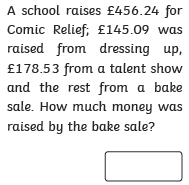 A school raises £456.24 for
Comic Relief; £145.09 was
raised from dressing up,
£178.53 from a talent show
and the rest from a bake
sale. How much money was
raised by the bake sale?